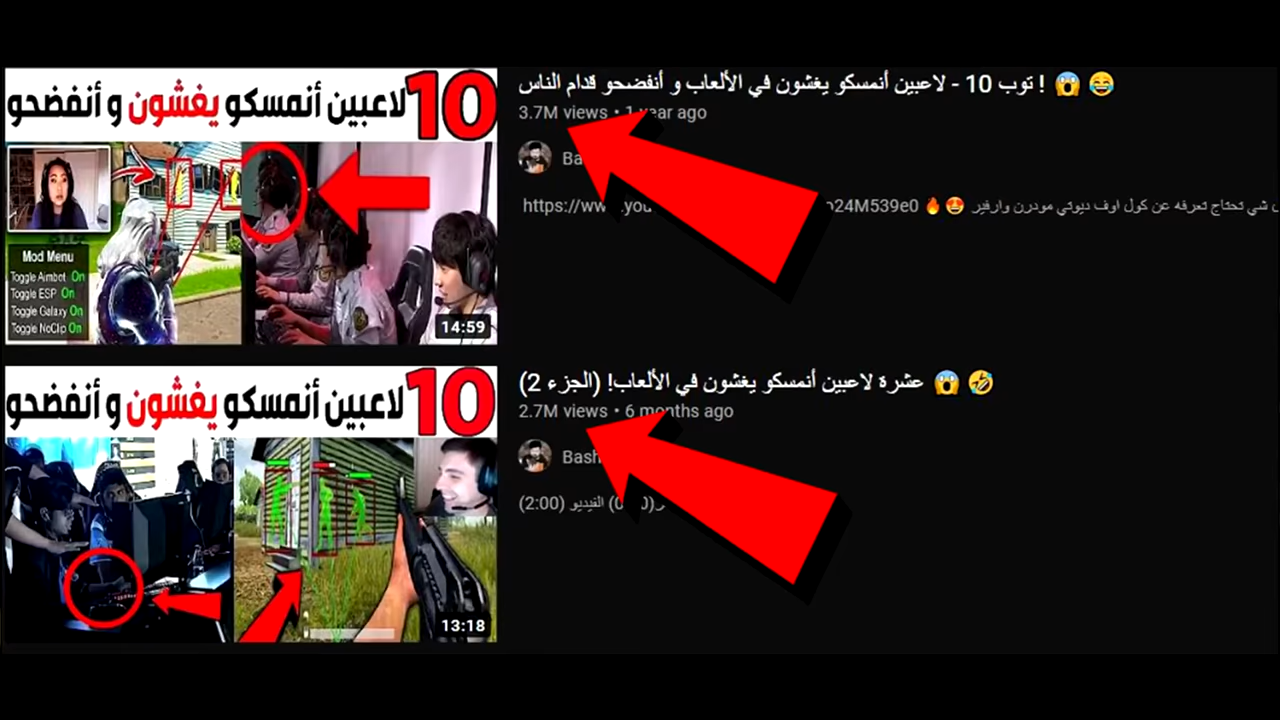 10 لاعبين أنمسكو يغشون و أنفضحو
Mod Menu
Toggle Aimbot On
Toggle ESP On
Toggle Galaxy On
Toggle NoClip On
14:59
توب 10 - لاعبين أنمسكو يغشون في الألعاب و أنفضحو قدام الناس ! 😱 😂
3.7M views • 1 year ago
https://www.you 24M539e0 🔥 🤩 شي تحتاج تعرفه عن كول اوف ديوتي مودرن وارفير
10 لاعبين أنمسكو يغشون و أنفضحو
13:18
عشرة لاعبين أنمسكو يغشون في الألعاب! (الجزء 2) 😱 🤣
2.7M views • 6 months ago
Bash
الفيديو (2:00)